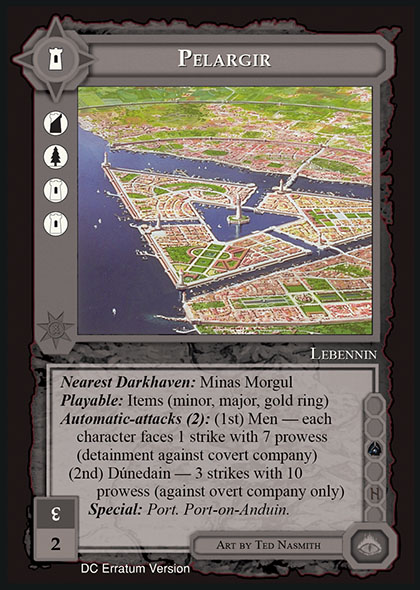 Pelargir
Lebennin
Nearest Darkhaven: Minas Morgul
Playable: Items (minor, major, gold ring)
Automatic-attacks (2): (1st) Men — each
character faces 1 strike with 7 prowess
(detainment against covert company)
(2nd) Dúnedain — 3 strikes with 10
prowess (against overt company only)
Special: Port. Port-on-Anduin.
ε
2
Art by Ted Nasmith
DC Erratum Version